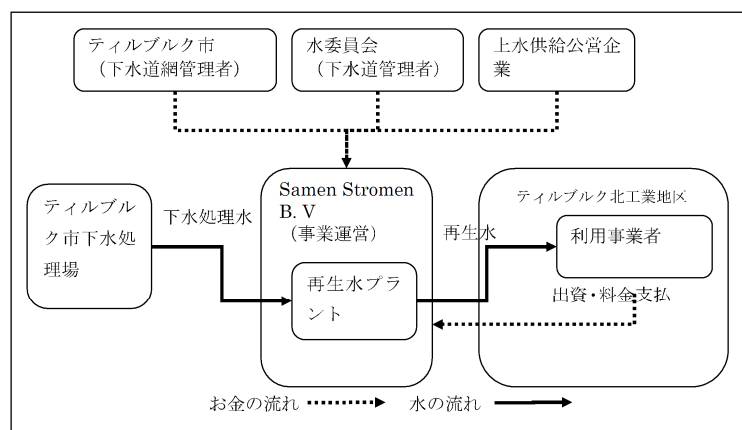 ティルブルク市
（下水道網管理者）
水委員会
（下水道管理者）
上水供給公営企
業
ティルブル
ク市下水処
理場
下水処理水
Samen Stromen
B. V
（事業運営）
再生水プラ
ント
再生水
ティルブルク北工業地区
利用事業者
出資・料金支払
お金の流れ
水の流れ